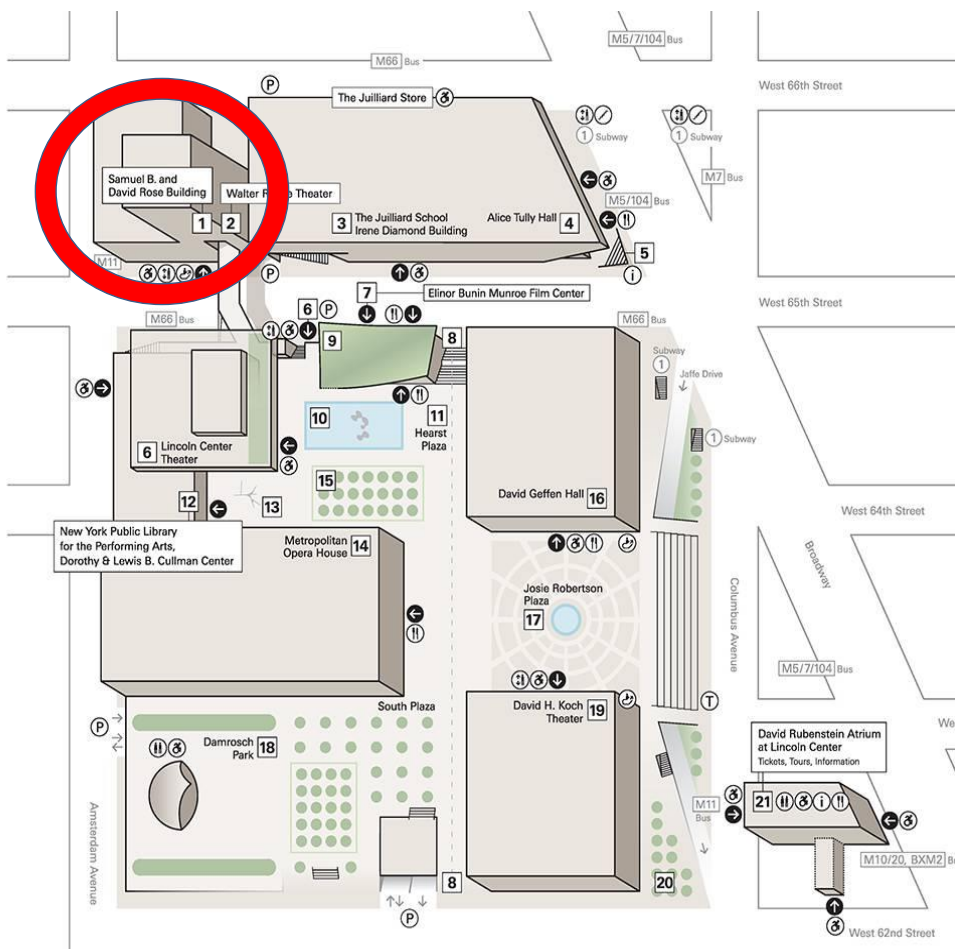 M5/7/104 Bus
M66 Bus
West 66th Street
P
The Juilliard Store
1 Subway
1 Subway
M7 Bus
Samuel B. and
David Rose Building
Walter Theater
M5/104
1
2
3
The Juilliard School
Irene Diamond Building
Alice Tully Hall
4
5
M11
P
i
7
Elinor Bunin Munroe Film Center
West 65th Street
6
P
M66 Bus
9
8
M66 Bus
Subway
1
Jaffe Drive
10
11
Hearst
Plaza
1 Subway
6
Lincoln Center
Theater
15
David Geffen Hall
16
12
13
West 64th Street
New York Public Library
for the Performing Arts,
Dorothy & Lewis B. Cullman Center
Metropolitan
Opera House
14
Broadway
Josie Robertson
Plaza
17
Columbus Avenue
M5/7/104 Bus
South Plaza
David H. Koch
Theater
19
T
P
Damrosch
Park
18
David Rubenstein Atrium
at Lincoln Center
Tickets, Tours, Information
M11
Bus
21
i
Amsterdam Avenue
M10/20, BXM2
8
20
P
West 62nd Street